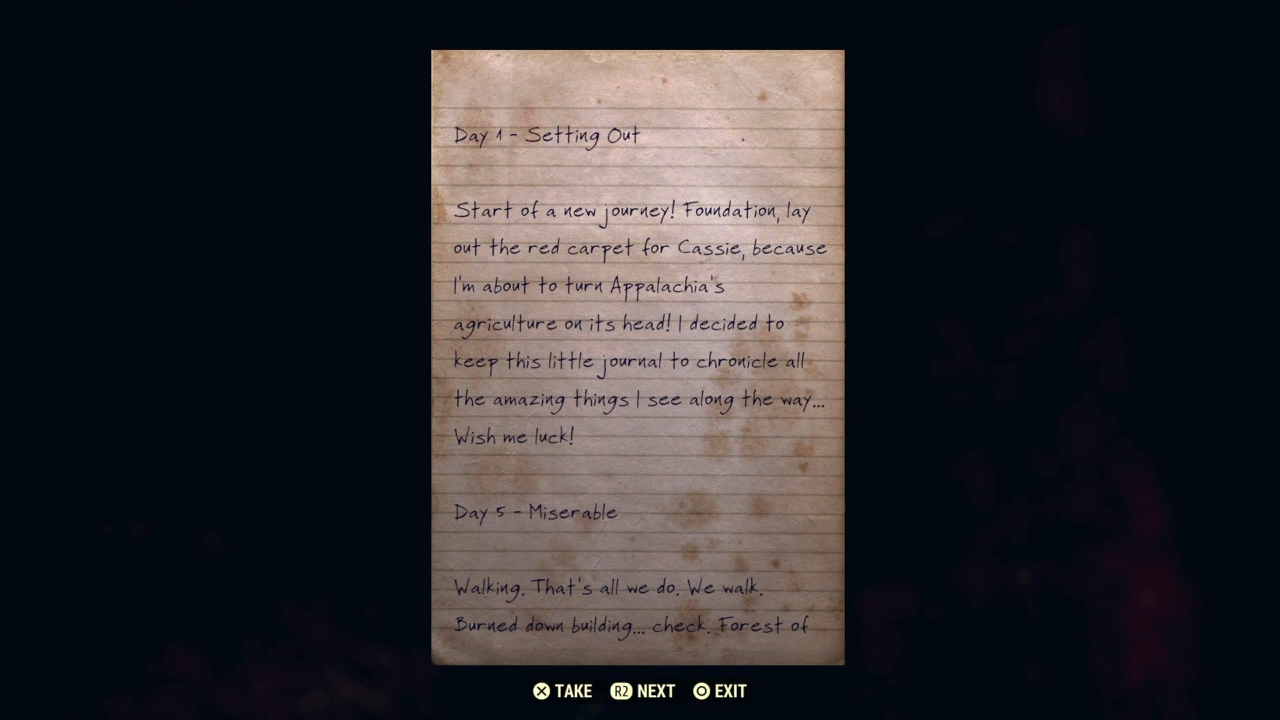 Day 1 - Setting Out
Start of a new journey! Foundation, lay
out the red carpet for Cassie, because
I'm about to turn Appalachia's
agriculture on its head! I decided to
keep this little journal to chronicle all
the amazing things I see along the way...
Wish me luck!
Day 5 - Miserable
Walking. That's all we do. We walk.
Burned down building... check. Forest of
TAKE R2 NEXT EXIT